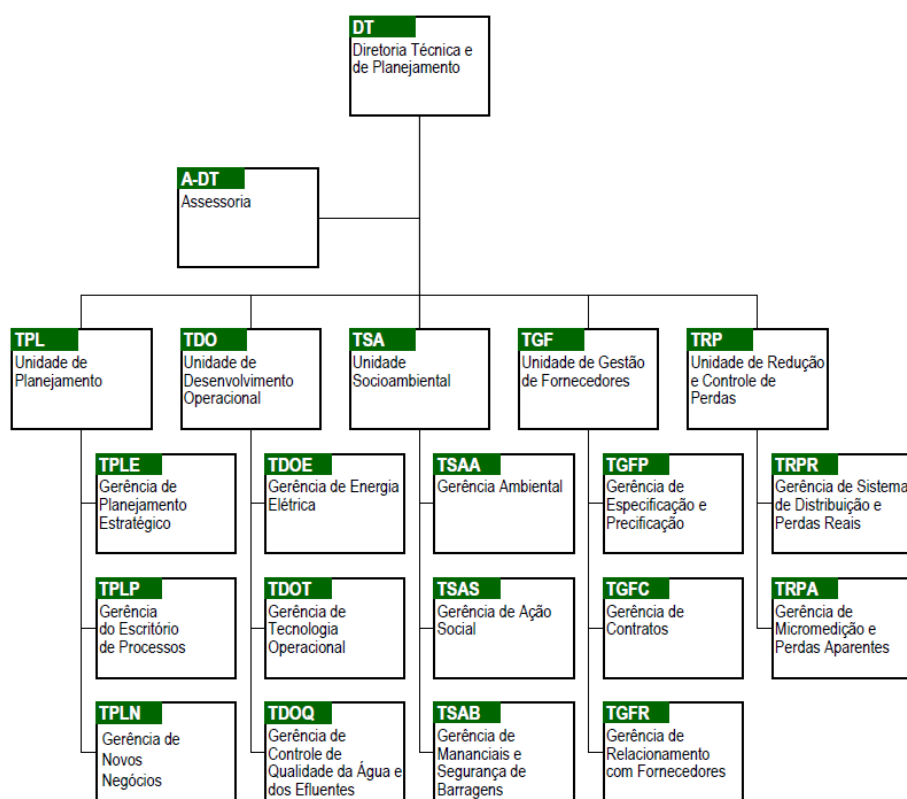 DT
Diretoria Técnica e
de Planejamento
A-DT
Assessoria
TPL
Unidade de
Planejamento
TDO
Unidade de
Desenvolvimento
Operacional
TSA
Unidade
Socioambiental
TGF
Unidade de Gestão
de Fornecedores
TRP
Unidade de Redução
e Controle de
Perdas
TPLE
Gerência de
Planejamento
Estratégico
TDOE
Gerência de Energia
Elétrica
TSAA
Gerência Ambiental
TGFP
Gerência de
Especificação e
Precificação
TRPR
Gerência de Sistema
de Distribuição e
Perdas Reais
TPLP
Gerência
do Escritório
de Processos
TDOT
Gerência de
Tecnologia
Operacional
TSAS
Gerência de Ação
Social
TGFC
Gerência de
Contratos
TRPA
Gerência de
Micromedição e
Perdas Aparentes
TPLN
Gerência de
Novos
Negócios
TDOQ
Gerência de
Controle de
Qualidade da Água e
dos Efluentes
TSAB
Gerência de
Mananciais e
Segurança de
Barragens
TGFR
Gerência de
Relacionamento
com Fornecedores